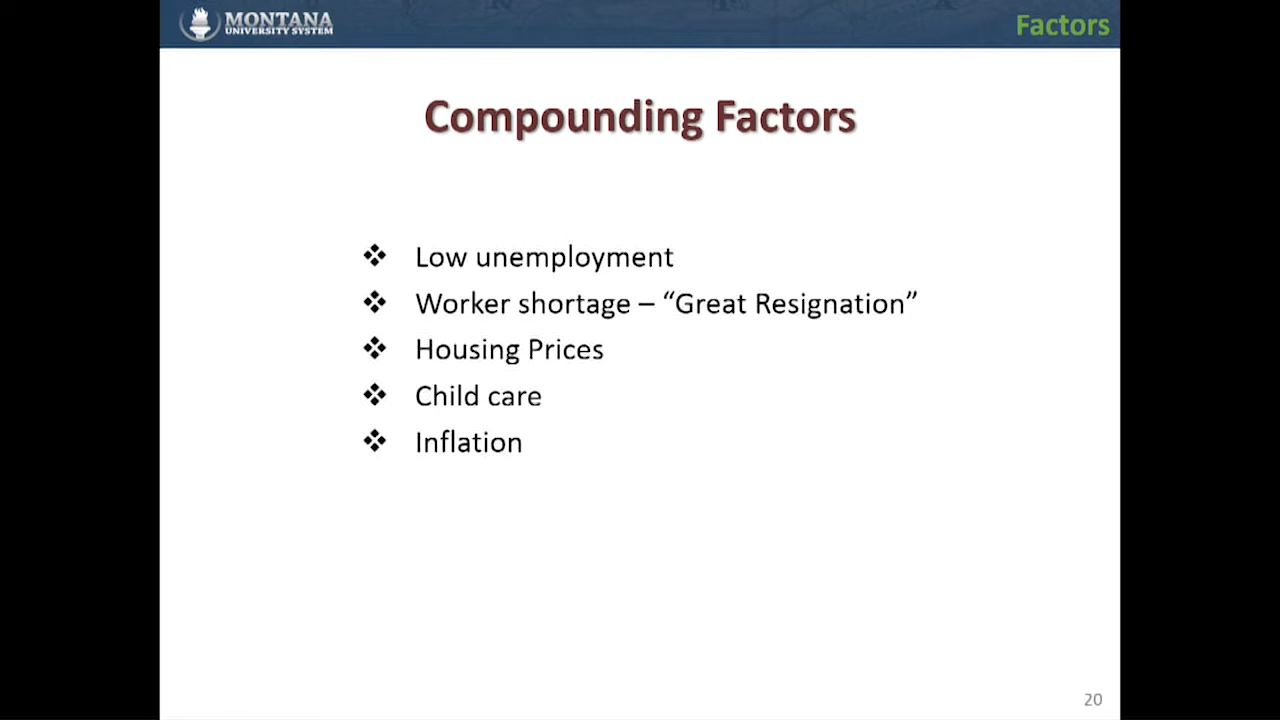 MONTANA
UNIVERSITY SYSTEM
Factors
Compounding Factors
❖ Low unemployment
❖ Worker shortage – “Great Resignation”
❖ Housing Prices
❖ Child care
❖ Inflation
20